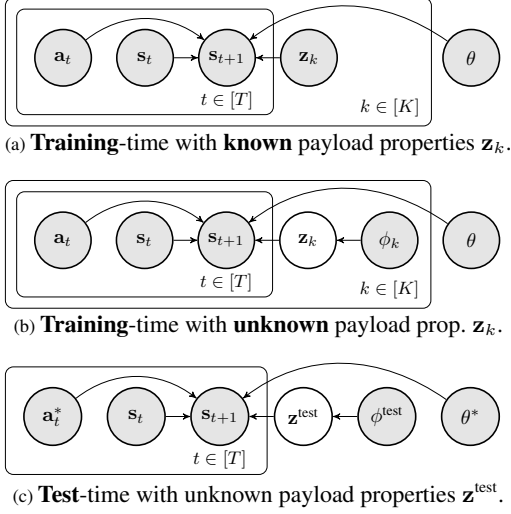 a_t s_t s_{t+1} z_k θ
t ∈ [T] k ∈ [K]
(a) Training-time with known payload properties z_k.
a_t s_t s_{t+1} z_k ϕ_k θ
t ∈ [T] k ∈ [K]
(b) Training-time with unknown payload prop. z_k.
a_t^* s_t s_{t+1} z^{test} ϕ^{test} θ^*
t ∈ [T]
(c) Test-time with unknown payload properties z^{test}.